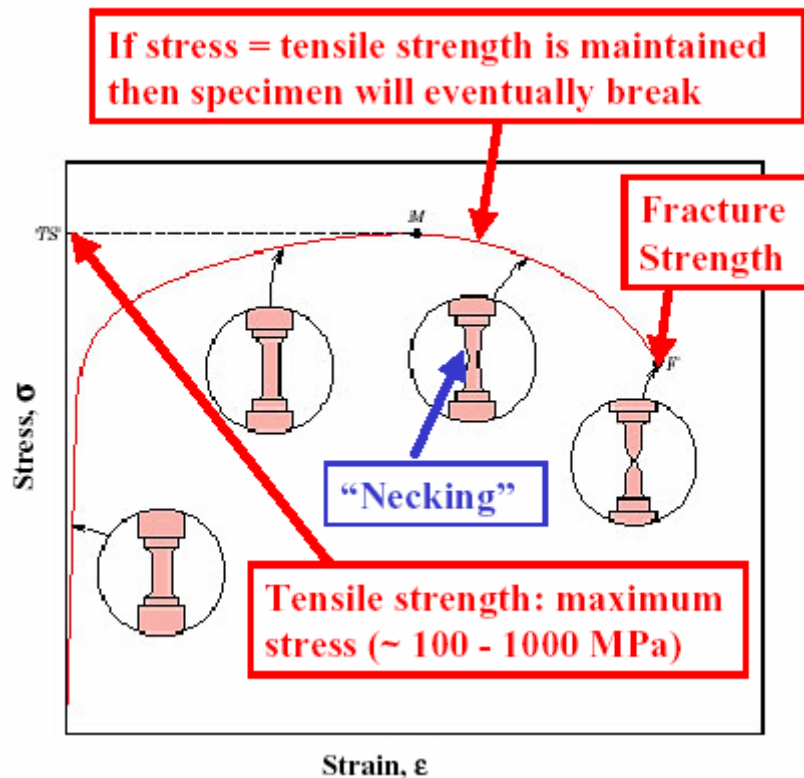 If stress = tensile strength is maintained
then specimen will eventually break
Fracture
Strength
TS
M
F
Stress, σ
“Necking”
Tensile strength: maximum
stress (~ 100 - 1000 MPa)
Strain, ε